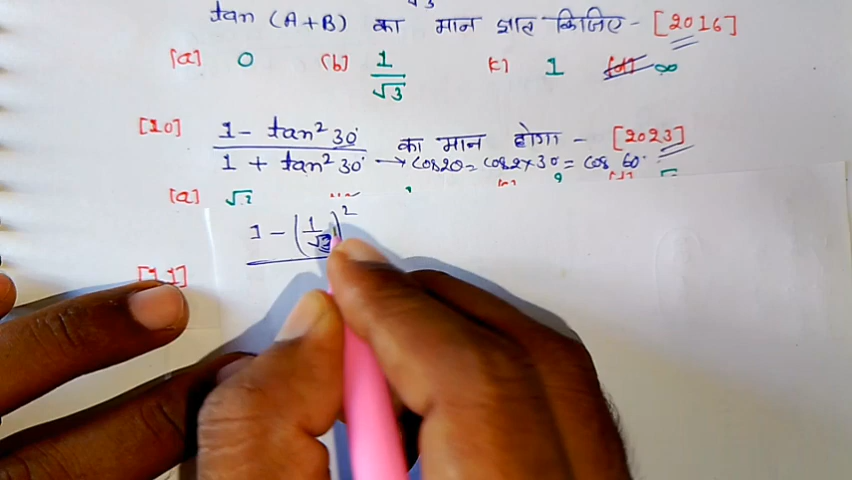 tan (A+B) का मान ज्ञात किजिए - [2016]
[a] 0 (b) 1/√3 (c) 1 ∞
[10] 1 - tan² 30° / 1 + tan² 30° का मान होगा - [2023]
→ cos2θ = cos2×30 = cos 60°
[a] √2
1 - (1/√3)²
[11]